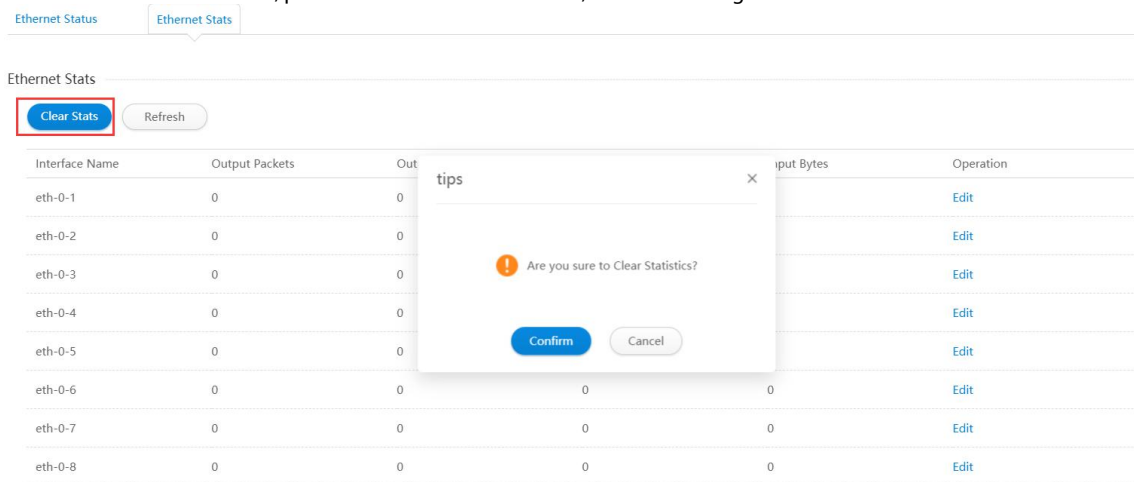 Ethernet Status Ethernet Stats
Ethernet Stats
Clear Stats Refresh
Interface Name Output Packets Out nput Bytes Operation
tips ×
eth-0-1 0 0 Edit
eth-0-2 0 0 Edit
eth-0-3 0 0 Edit
Are you sure to Clear Statistics?
eth-0-4 0 0 Edit
Confirm Cancel
eth-0-5 0 0 Edit
eth-0-6 0 0 0 0 Edit
eth-0-7 0 0 0 0 Edit
eth-0-8 0 0 0 0 Edit